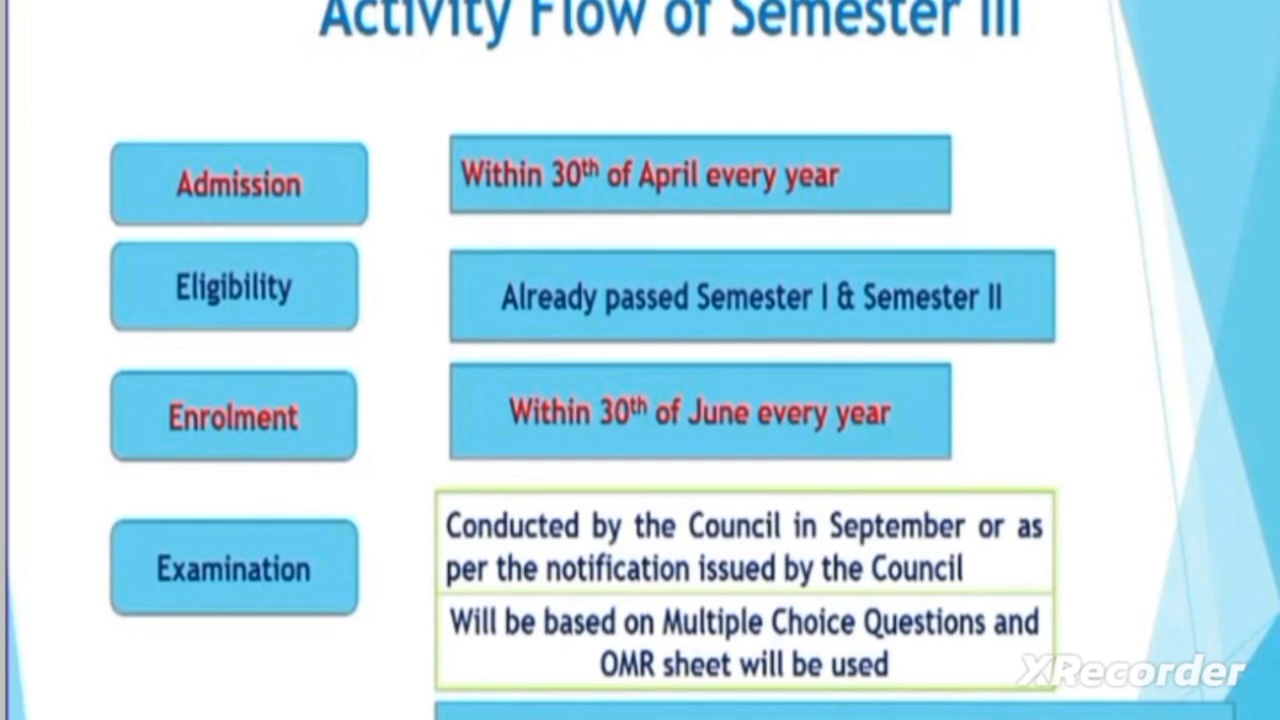 Activity Flow of Semester III
Admission
Within 30th of April every year
Eligibility
Already passed Semester I & Semester II
Enrolment
Within 30th of June every year
Examination
Conducted by the Council in September or as
per the notification issued by the Council
Will be based on Multiple Choice Questions and
OMR sheet will be used
XRecorder